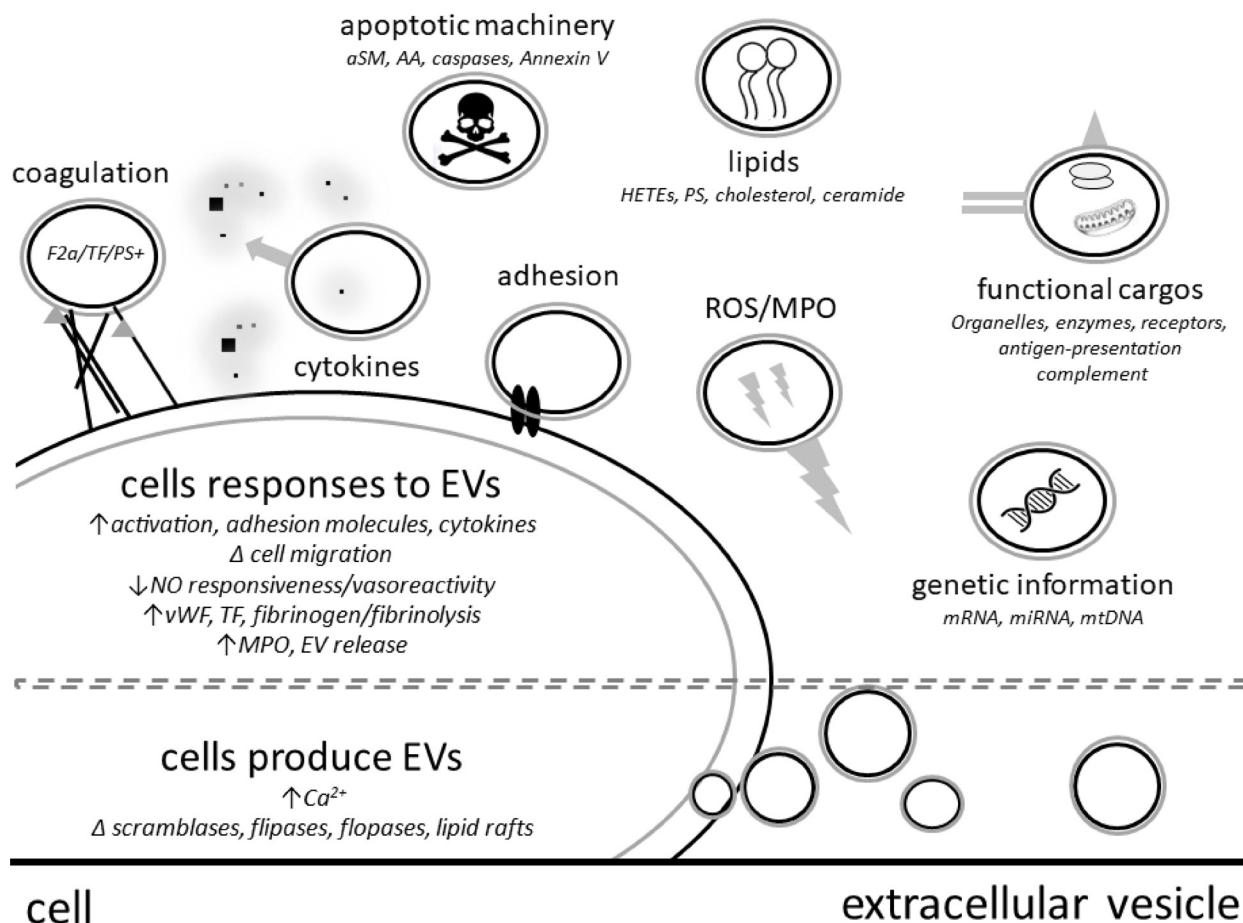 apoptotic machinery
aSM, AA, caspases, Annexin V
lipids
HETEs, PS, cholesterol, ceramide
coagulation
F2a/TF/PS+
cytokines
adhesion
ROS/MPO
functional cargos
Organelles, enzymes, receptors,
antigen-presentation
complement
cells responses to EVs
↑activation, adhesion molecules, cytokines
Δ cell migration
↓NO responsiveness/vasoreactivity
↑vWF, TF, fibrinogen/fibrinolysis
↑MPO, EV release
genetic information
mRNA, miRNA, mtDNA
cells produce EVs
↑Ca²⁺
Δ scramblases, flipases, flopases, lipid rafts
cell
extracellular vesicle